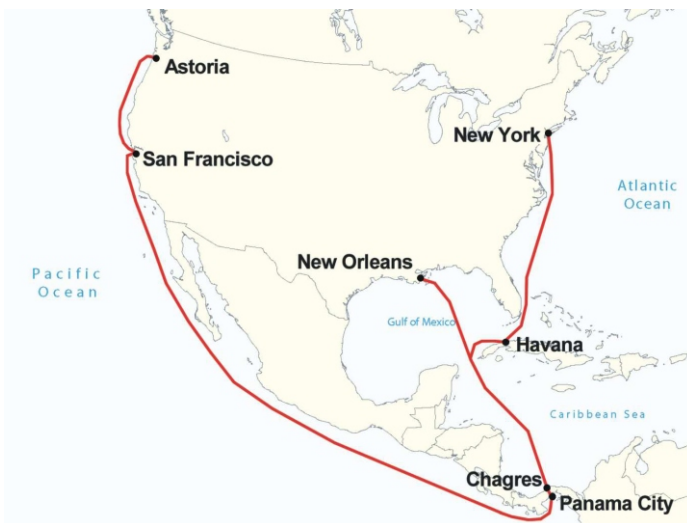 Astoria
New York
San Francisco
Atlantic
Ocean
New Orleans
Pacific
Ocean
Gulf of Mexico
Havana
Caribbean Sea
Chagres
Panama City